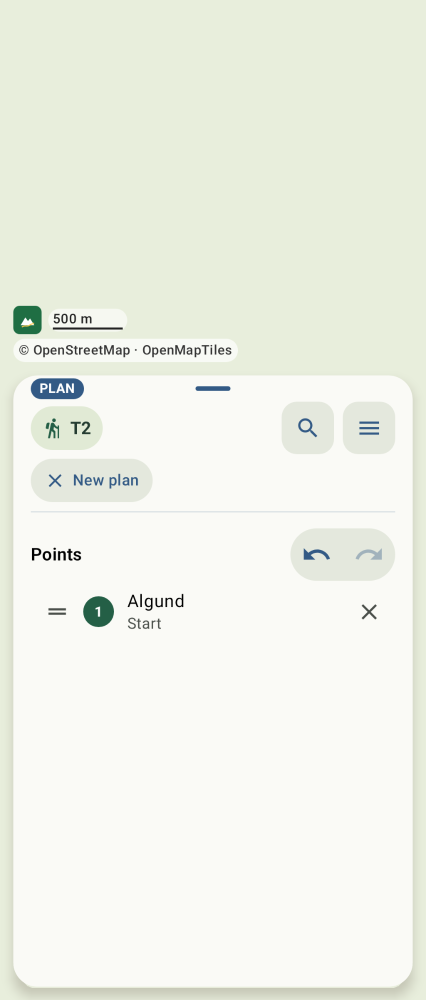 500 m
© OpenStreetMap · OpenMapTiles
PLAN
T2
New plan
Points
1
Algund
Start